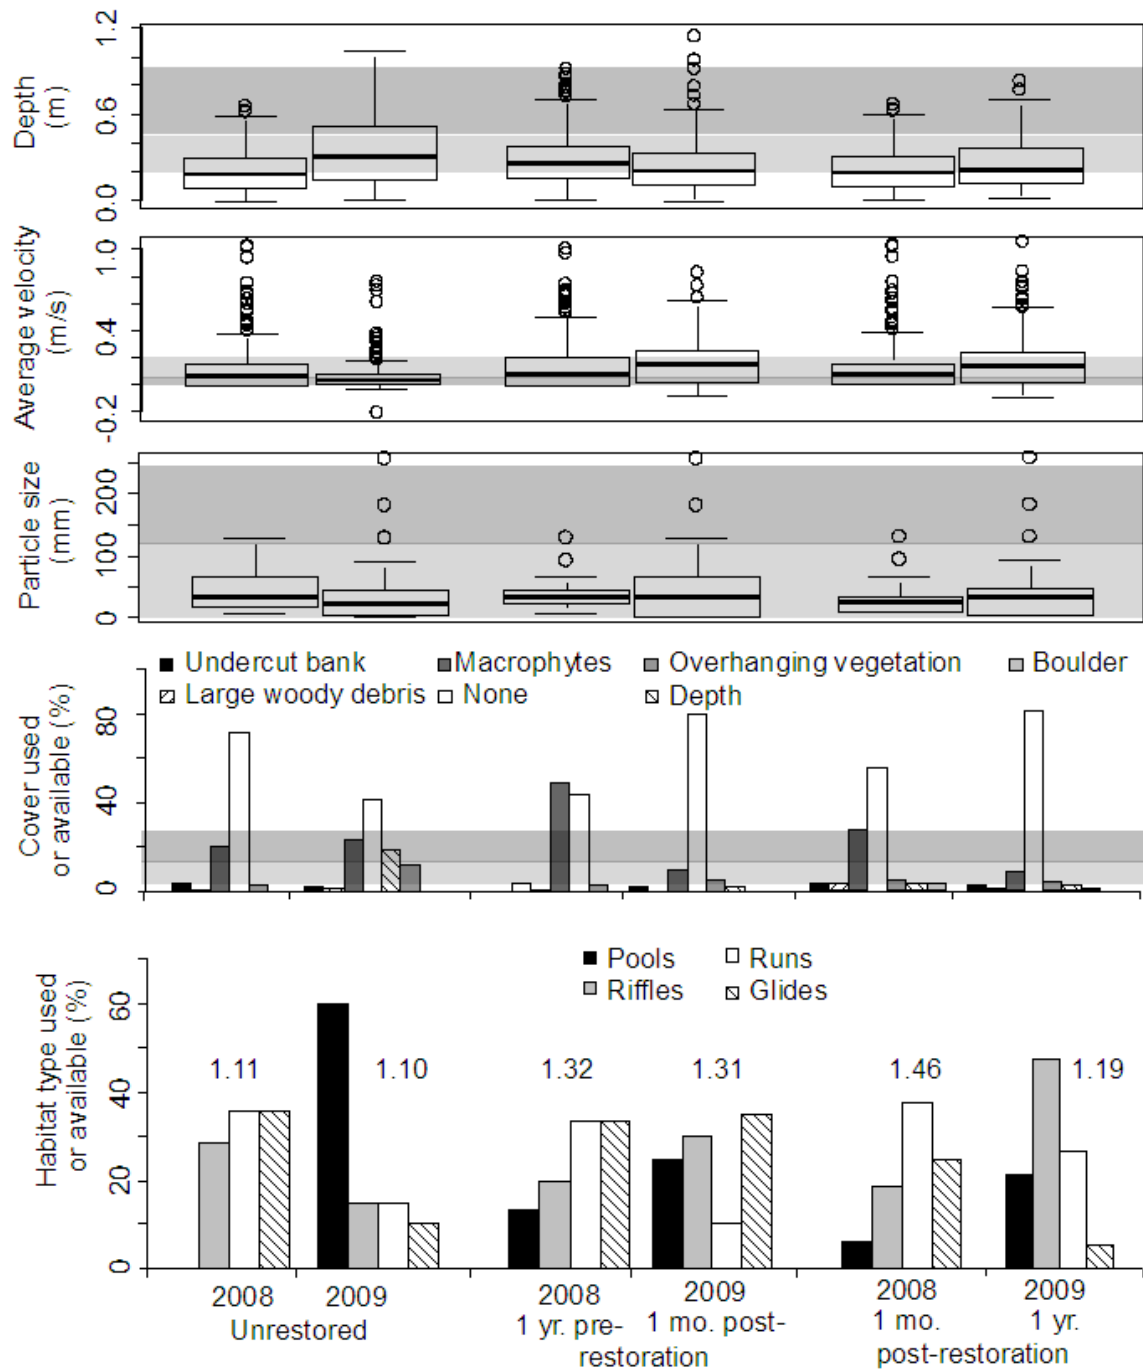 Depth
(m)
0.0 0.6 1.2
Average velocity
(m/s)
-0.2 0.4 1.0
Particle size
(mm)
0 100 200
Cover used
or available (%)
0 40 80
Undercut bank Macrophytes Overhanging vegetation Boulder
Large woody debris None Depth
Habitat type used
or available (%)
0 20 40 60
Pools Runs
Riffles Glides
1.11 1.10 1.32 1.31 1.46 1.19
2008 2009 2008 2009 2008 2009
Unrestored 1 yr. pre- 1 mo. post- 1 mo. 1 yr.
restoration post-restoration